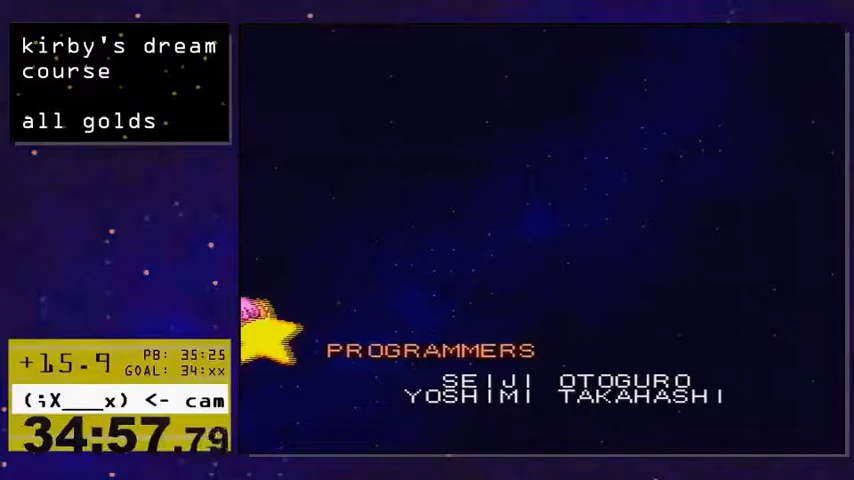 kirby's dream
course
all golds
+15.9
PB: 35:25
GOAL: 34:xx
(;X___x) <- cam
34:57.79
PROGRAMMERS
SEIJI OTOGURO
YOSHIMI TAKAHASHI